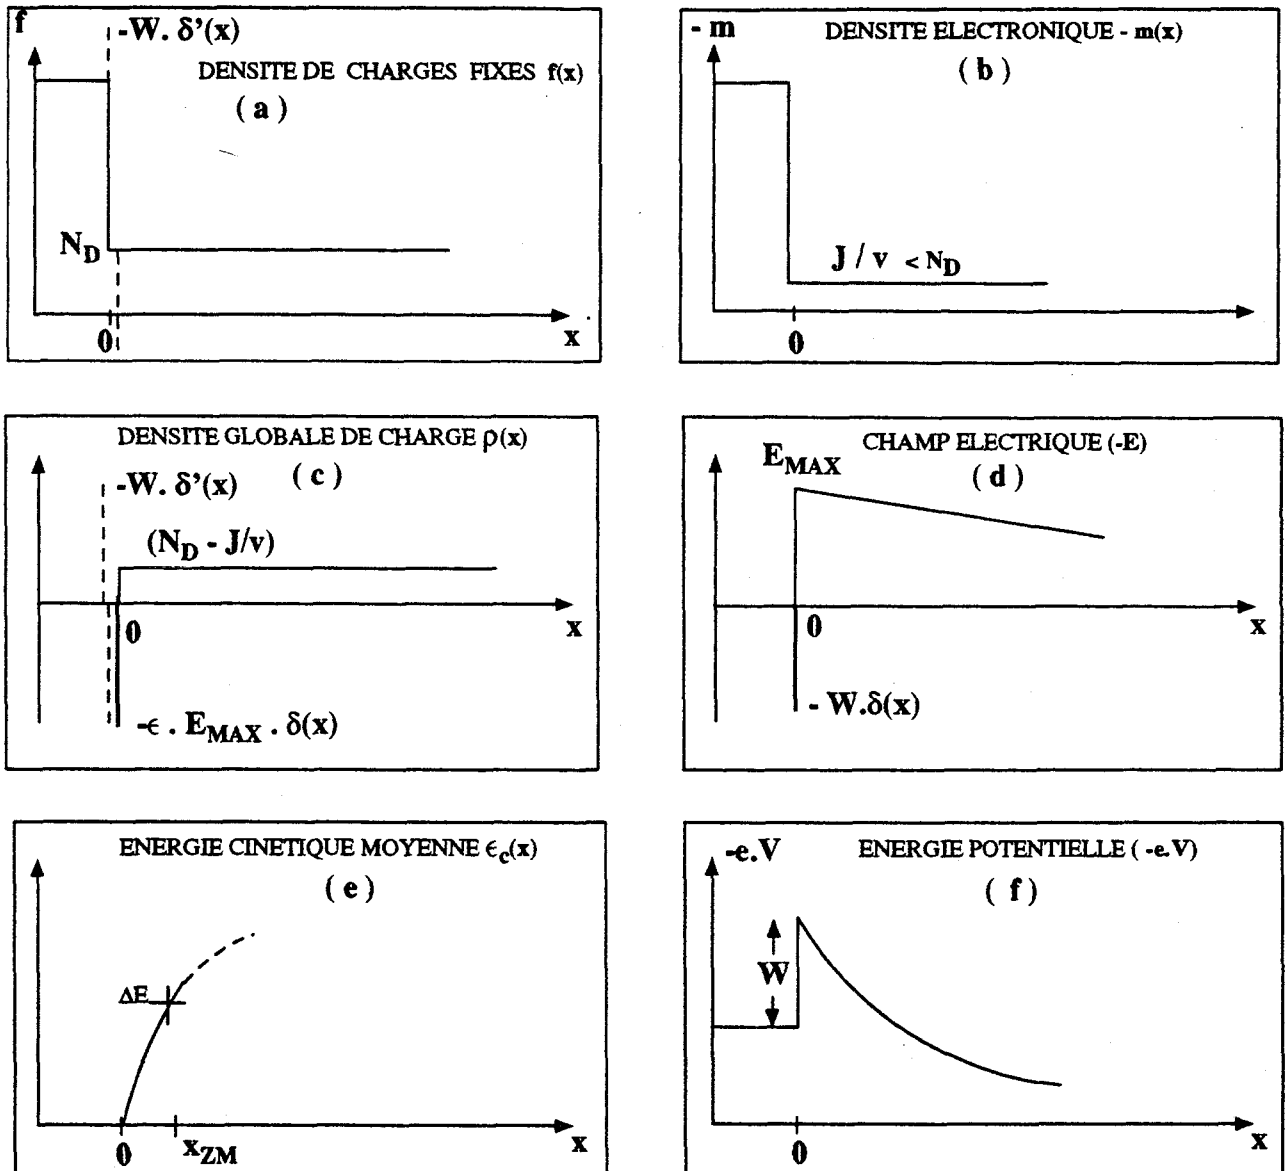 f
-W. δ'(x)
DENSITE DE CHARGES FIXES f(x)
( a )
N_D
0
x
- m
DENSITE ELECTRONIQUE - m(x)
( b )
J / v < N_D
0
DENSITE GLOBALE DE CHARGE ρ(x)
( c )
-W. δ'(x)
(N_D - J/v)
0
x
-ϵ . E_MAX . δ(x)
CHAMP ELECTRIQUE (-E)
( d )
E_MAX
0
x
- W.δ(x)
ENERGIE CINETIQUE MOYENNE ϵ_c(x)
( e )
ΔE
0
x_ZM
x
-e.V
ENERGIE POTENTIELLE ( -e.V)
( f )
W
0
x